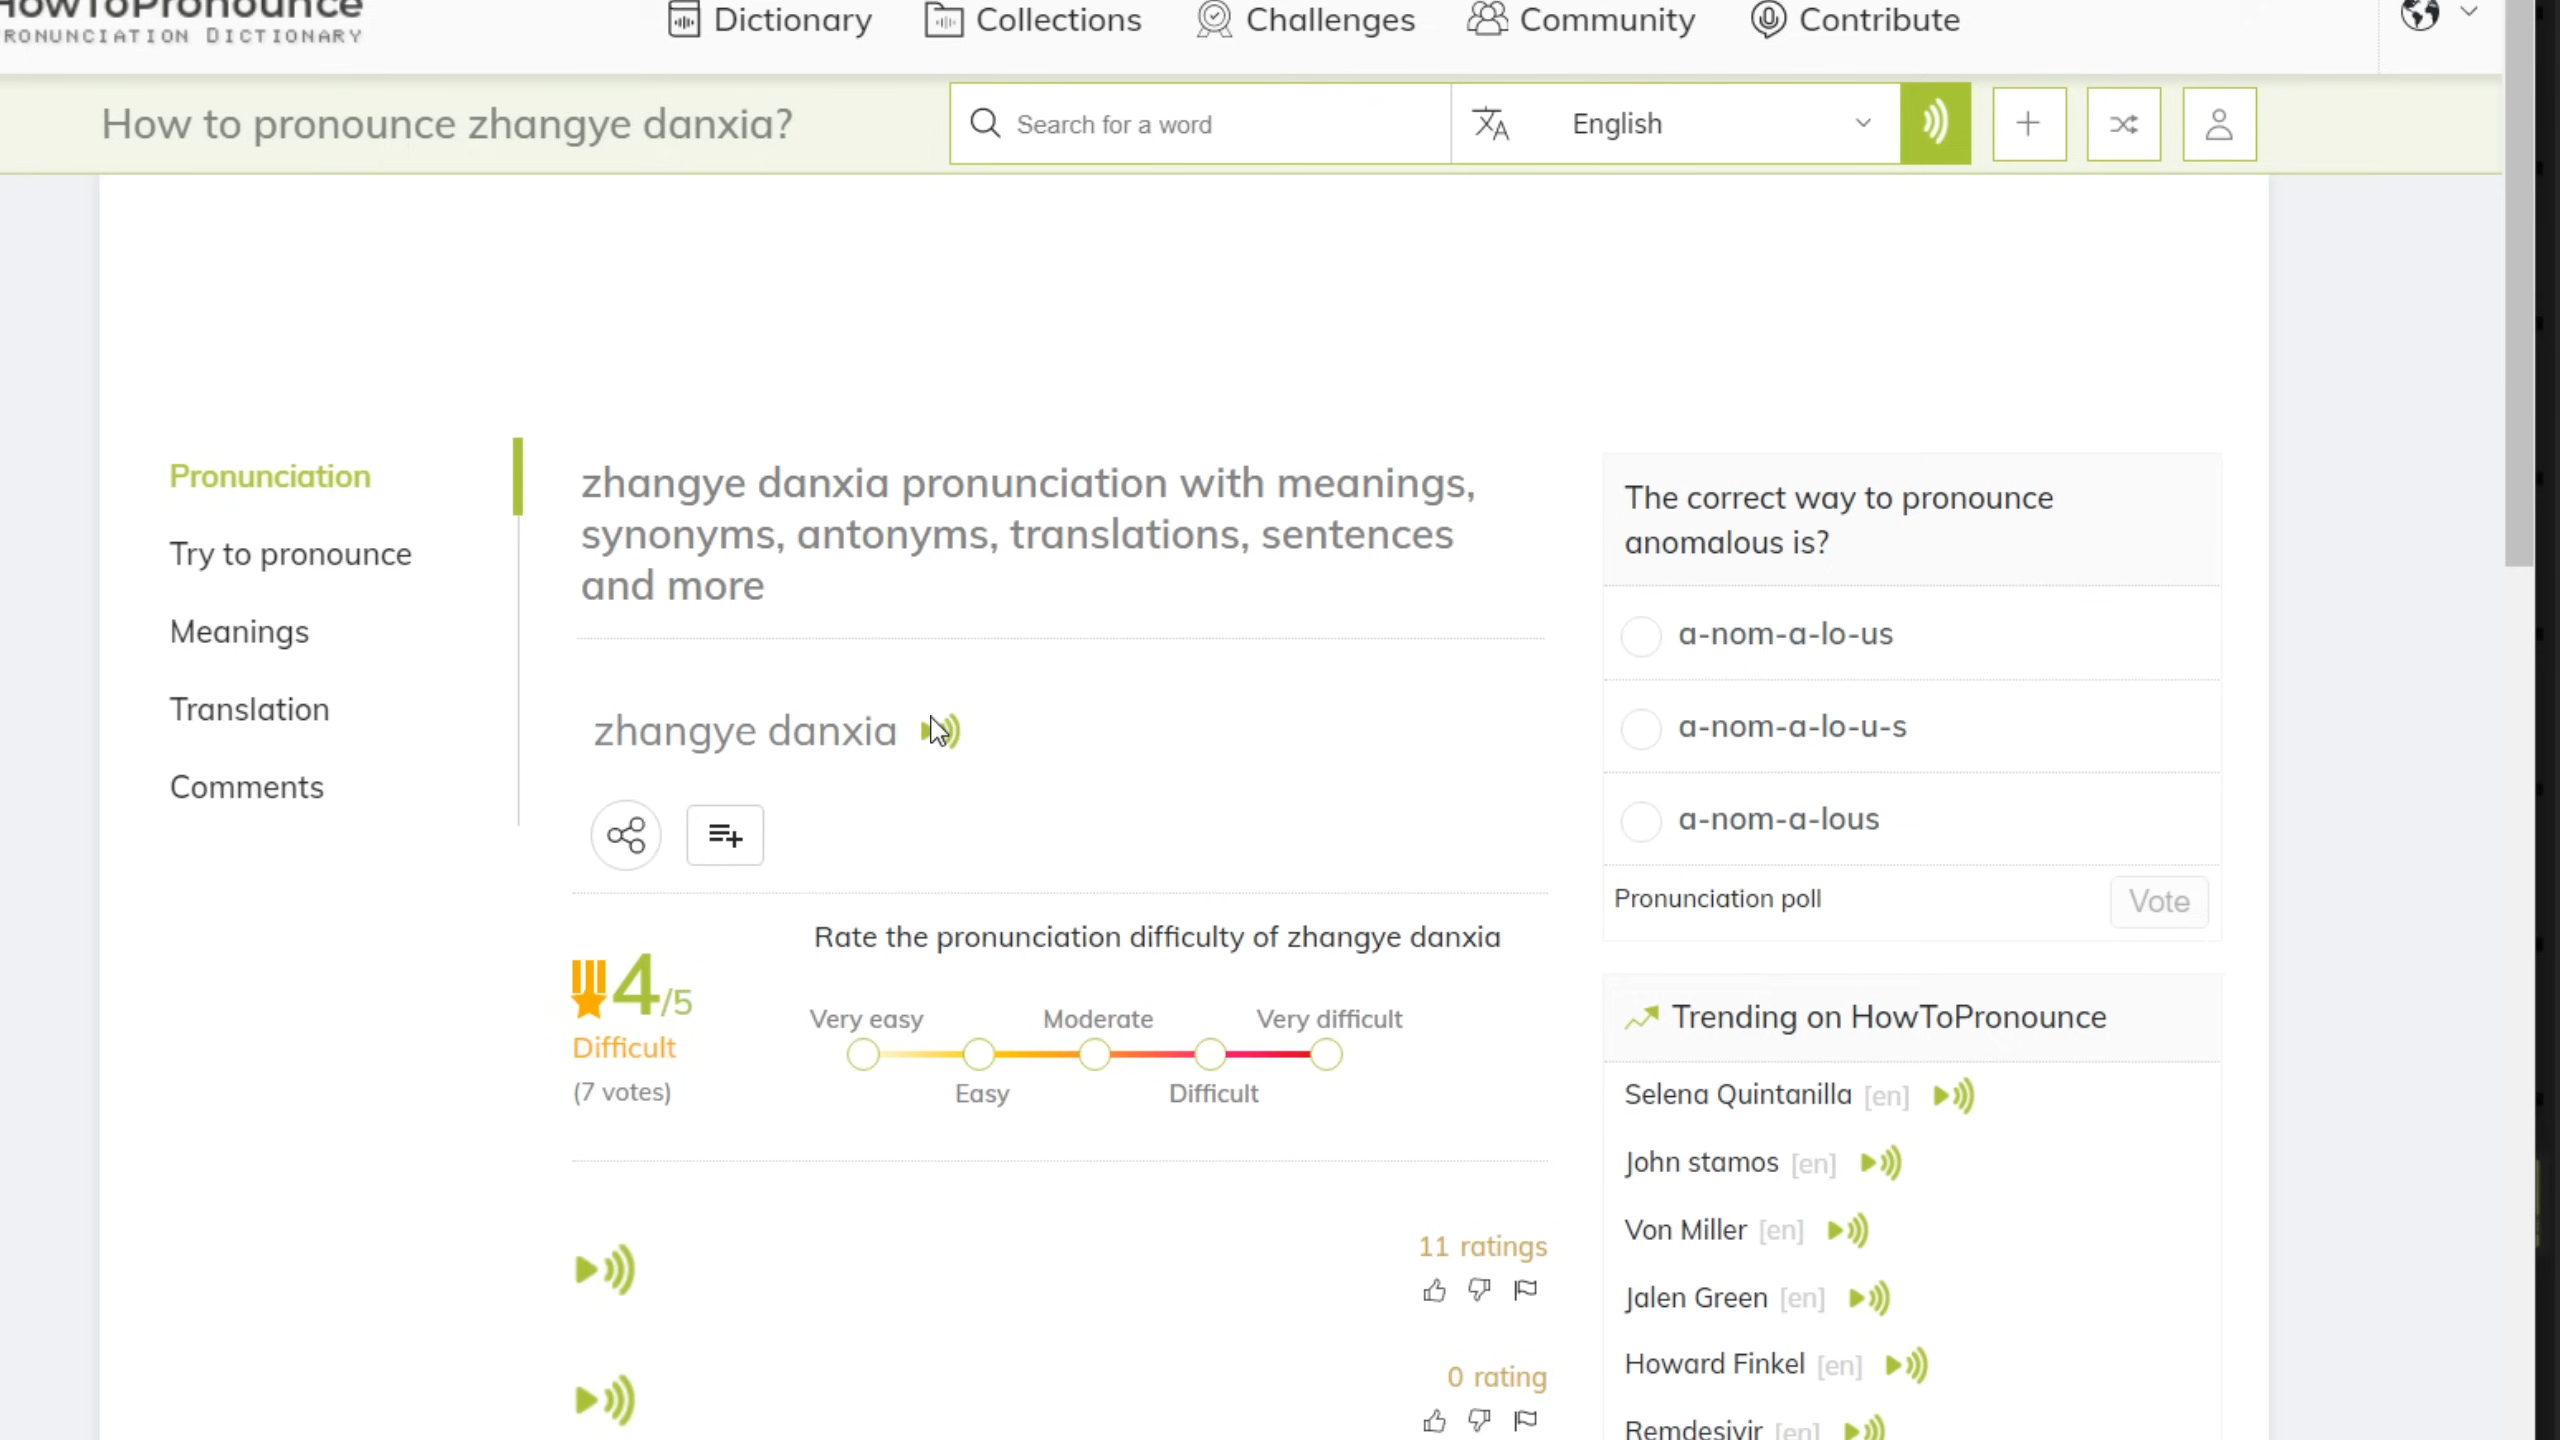 HowToPronounce
RONUNCIATION DICTIONARY
Dictionary
Collections
Challenges
Community
Contribute
How to pronounce zhangye danxia?
Search for a word
English
Pronunciation
Try to pronounce
Meanings
Translation
Comments
zhangye danxia pronunciation with meanings,
synonyms, antonyms, translations, sentences
and more
zhangye danxia
4/5
Difficult
(7 votes)
Rate the pronunciation difficulty of zhangye danxia
Very easy
Moderate
Very difficult
Easy
Difficult
11 ratings
0 rating
The correct way to pronounce
anomalous is?
a-nom-a-lo-us
a-nom-a-lo-u-s
a-nom-a-lous
Pronunciation poll
Vote
Trending on HowToPronounce
Selena Quintanilla [en]
John stamos [en]
Von Miller [en]
Jalen Green [en]
Howard Finkel [en]
Remdesivir [en]